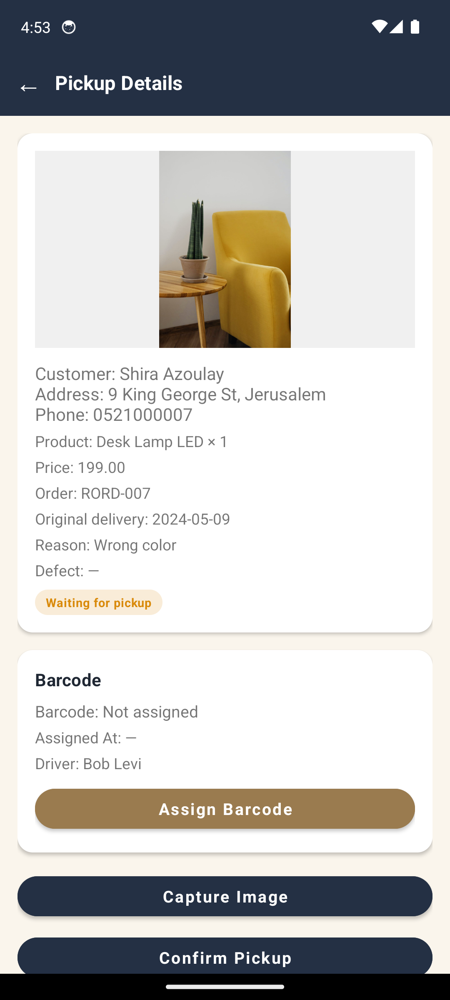 4:53
← Pickup Details
Customer: Shira Azoulay
Address: 9 King George St, Jerusalem
Phone: 0521000007
Product: Desk Lamp LED × 1
Price: 199.00
Order: RORD-007
Original delivery: 2024-05-09
Reason: Wrong color
Defect: —
Waiting for pickup
Barcode
Barcode: Not assigned
Assigned At: —
Driver: Bob Levi
Assign Barcode
Capture Image
Confirm Pickup